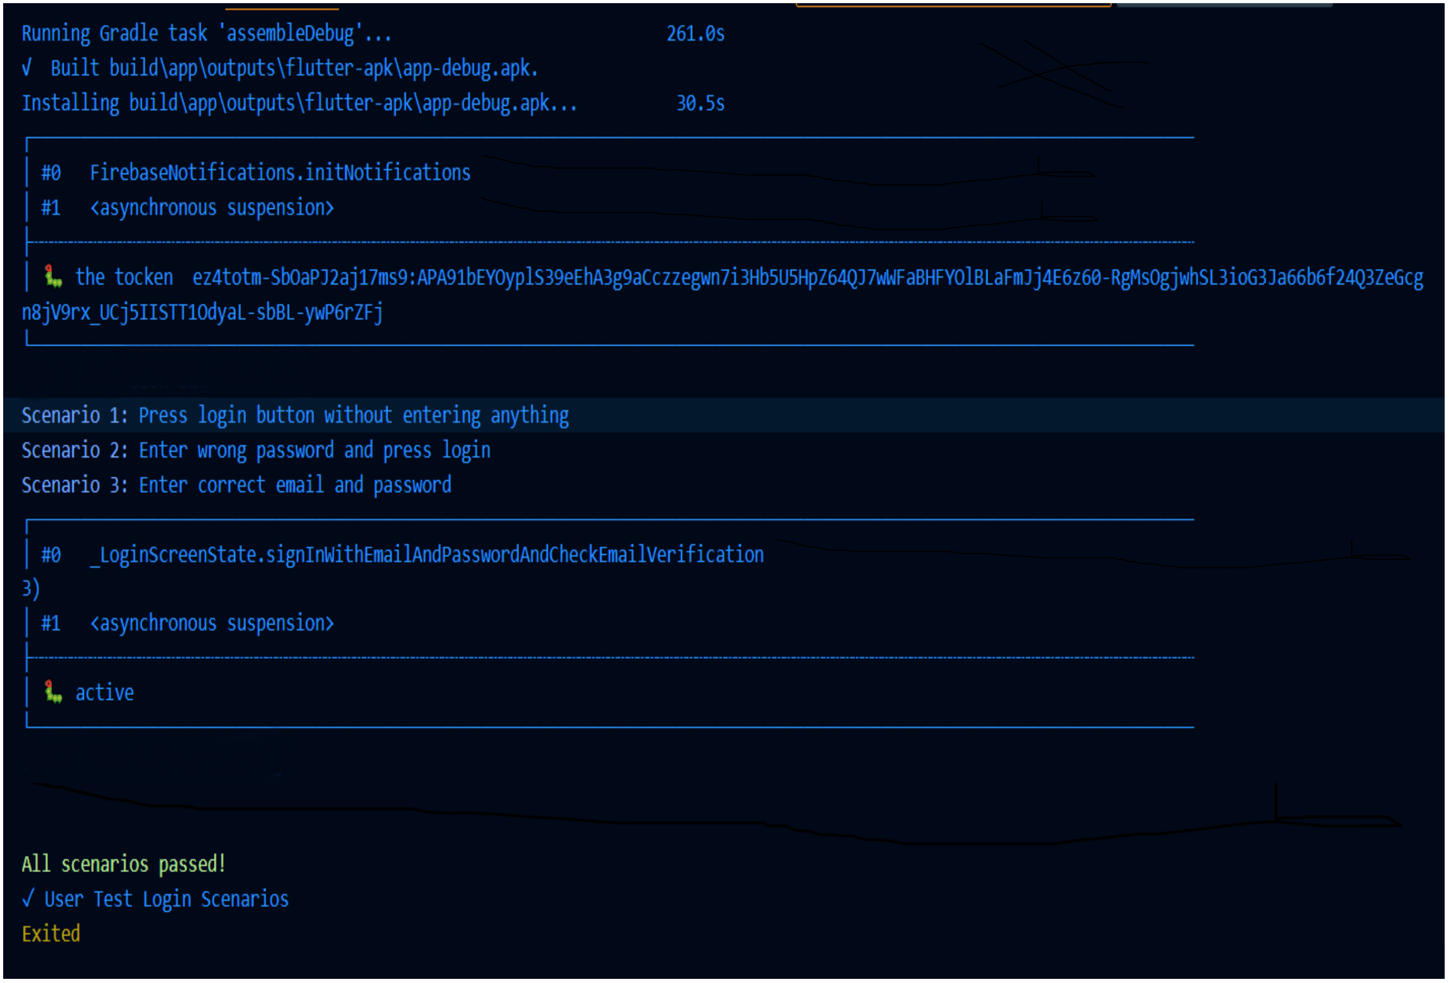 Running Gradle task 'assembleDebug'... 261.0s
√ Built build\app\outputs\flutter-apk\app-debug.apk.
Installing build\app\outputs\flutter-apk\app-debug.apk... 30.5s
#0 FirebaseNotifications.initNotifications
#1 <asynchronous suspension>
the tocken ez4totm-SbOaPJ2aj17ms9:APA91bEYOyplS39eEhA3g9aCczzegwn7i3Hb5U5HpZ64QJ7wWFaBHFYOlBLaFmJj4E6z60-RgMsOgjwhSL3ioG3Ja66b6f24Q3ZeGcg
n8jV9rx_UCj5IISTT1OdyaL-sbBL-ywP6rZFj
Scenario 1: Press login button without entering anything
Scenario 2: Enter wrong password and press login
Scenario 3: Enter correct email and password
#0 _LoginScreenState.signInWithEmailAndPasswordAndCheckEmailVerification
3)
#1 <asynchronous suspension>
active
All scenarios passed!
√ User Test Login Scenarios
Exited